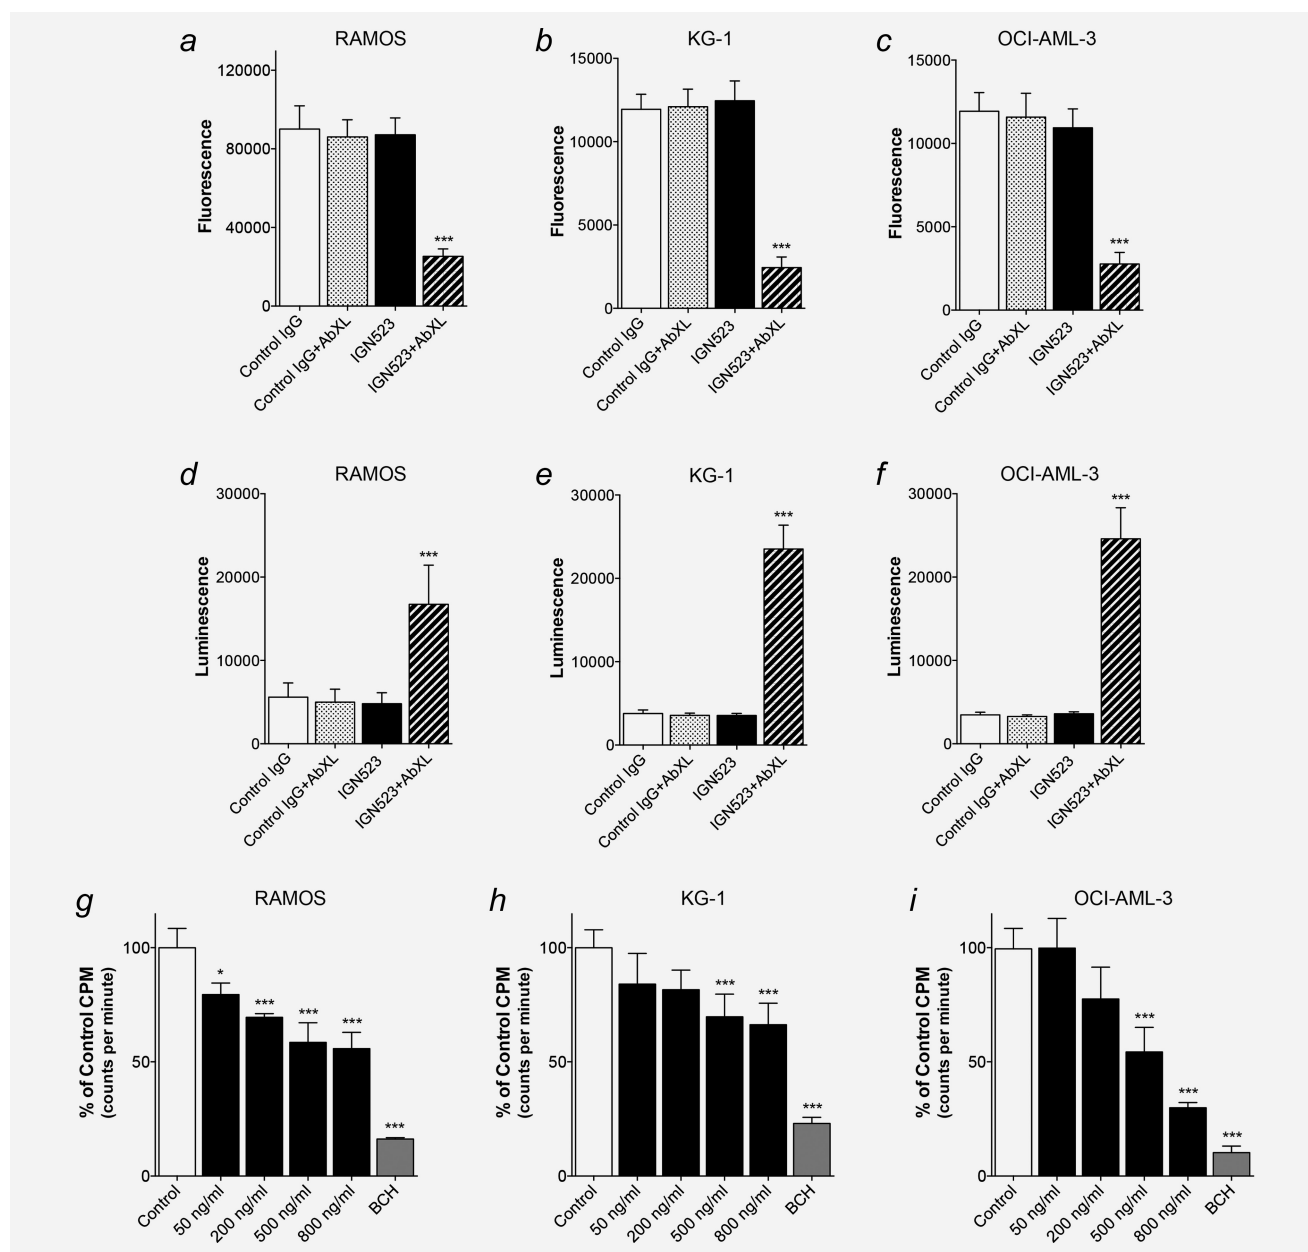 a
RAMOS
Fluorescence
120000
80000
40000
0
***
Control IgG
Control IgG+AbXL
IGN523
IGN523+AbXL
b
KG-1
Fluorescence
15000
10000
5000
0
***
Control IgG
Control IgG+AbXL
IGN523
IGN523+AbXL
c
OCI-AML-3
Fluorescence
15000
10000
5000
0
***
Control IgG
Control IgG+AbXL
IGN523
IGN523+AbXL
d
RAMOS
Luminescence
30000
20000
10000
0
***
Control IgG
Control IgG+AbXL
IGN523
IGN523+AbXL
e
KG-1
Luminescence
30000
20000
10000
0
***
Control IgG
Control IgG+AbXL
IGN523
IGN523+AbXL
f
OCI-AML-3
Luminescence
30000
20000
10000
0
***
Control IgG
Control IgG+AbXL
IGN523
IGN523+AbXL
g
RAMOS
% of Control CPM
(counts per minute)
100
50
0
*
***
***
***
***
Control
50 ng/ml
200 ng/ml
500 ng/ml
800 ng/ml
BCH
h
KG-1
% of Control CPM
(counts per minute)
100
50
0
***
***
***
Control
50 ng/ml
200 ng/ml
500 ng/ml
800 ng/ml
BCH
i
OCI-AML-3
% of Control CPM
(counts per minute)
100
50
0
***
***
***
Control
50 ng/ml
200 ng/ml
500 ng/ml
800 ng/ml
BCH